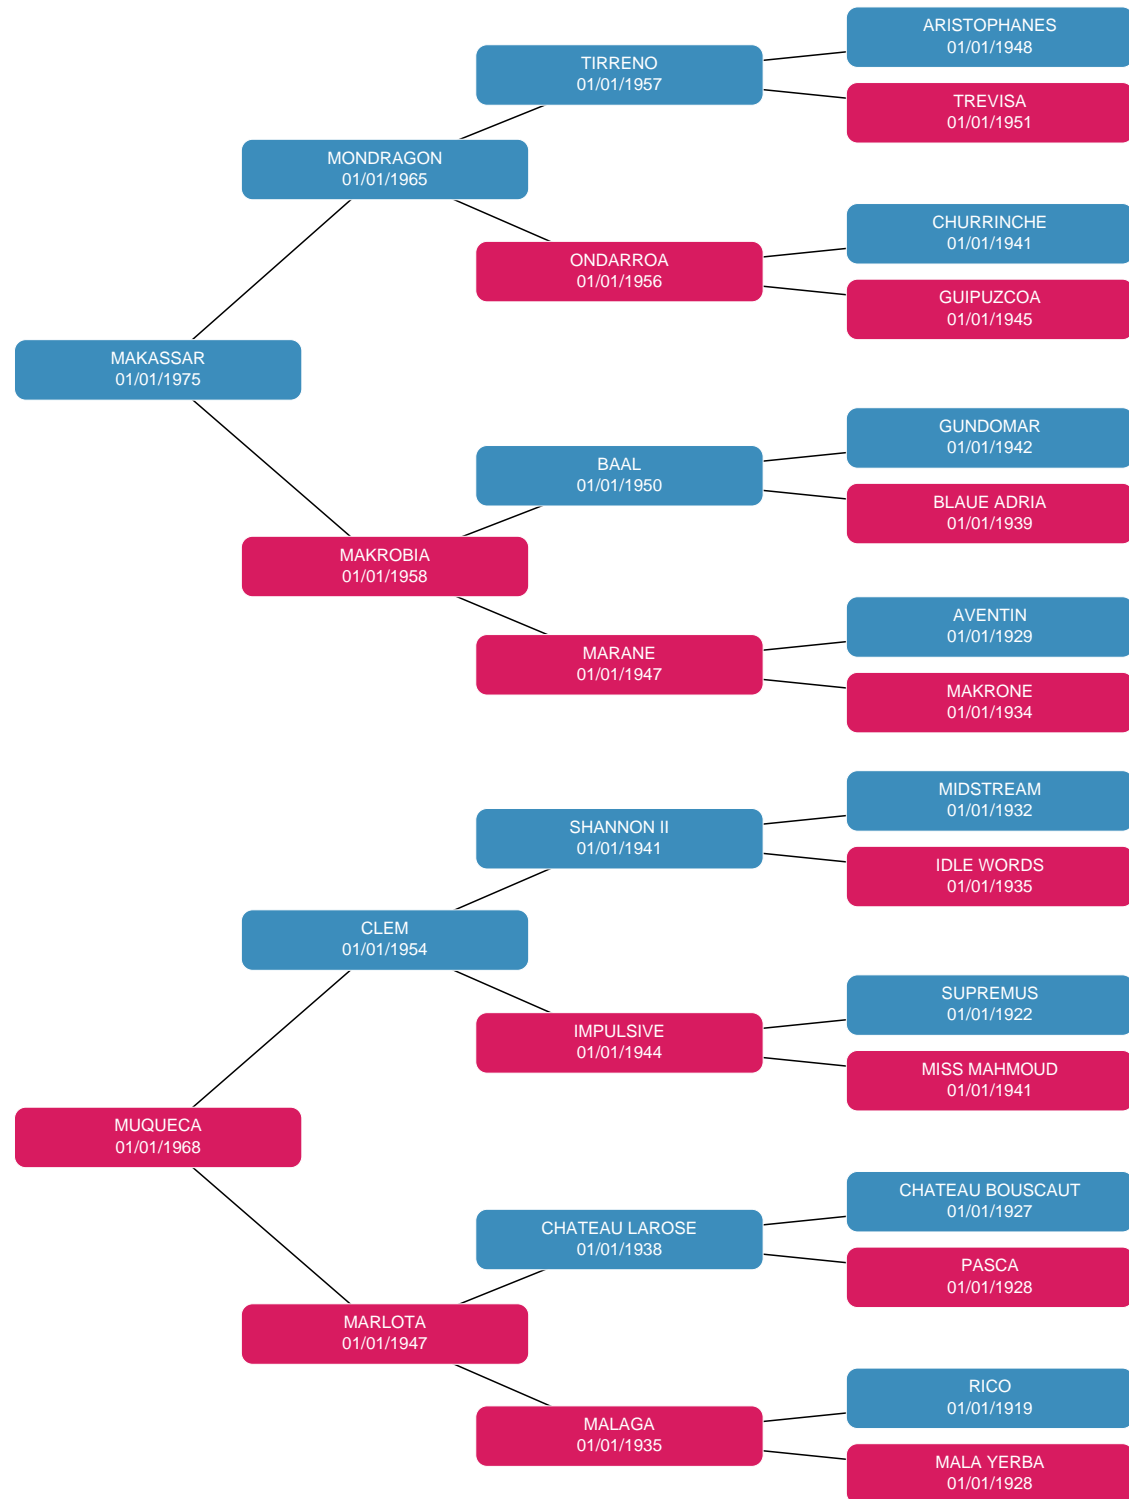 ARISTOPHANES
01/01/1948
TIRRENO
01/01/1957
TREVISA
01/01/1951
MONDRAGON
01/01/1965
CHURRINCHE
01/01/1941
ONDARROA
01/01/1956
GUIPUZCOA
01/01/1945
MAKASSAR
01/01/1975
GUNDOMAR
01/01/1942
BAAL
01/01/1950
BLAUE ADRIA
01/01/1939
MAKROBIA
01/01/1958
AVENTIN
01/01/1929
MARANE
01/01/1947
MAKRONE
01/01/1934
MIDSTREAM
01/01/1932
SHANNON II
01/01/1941
IDLE WORDS
01/01/1935
CLEM
01/01/1954
SUPREMUS
01/01/1922
IMPULSIVE
01/01/1944
MISS MAHMOUD
01/01/1941
MUQUECA
01/01/1968
CHATEAU BOUSCAUT
01/01/1927
CHATEAU LAROSE
01/01/1938
PASCA
01/01/1928
MARLOTA
01/01/1947
RICO
01/01/1919
MALAGA
01/01/1935
MALA YERBA
01/01/1928